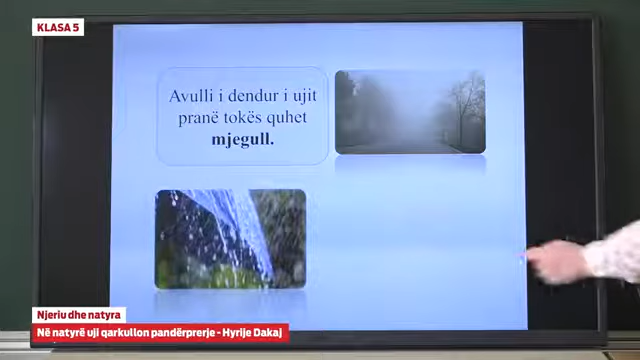 KLASA 5
Avulli i dendur i ujit
pranë tokës quhet
mjegull.
Njeriu dhe natyra
Në natyrë uji qarkullon pandërprerje - Hyrije Dakaj